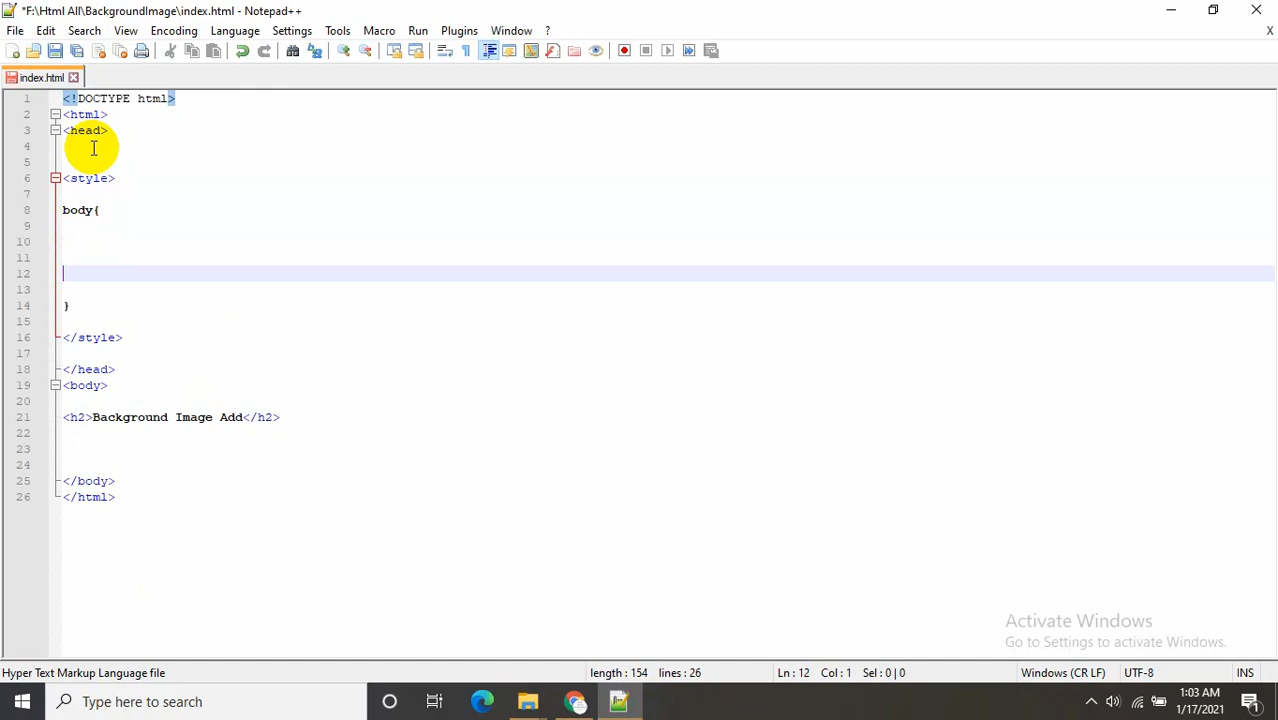 *F:\Html All\BackgroundImage\index.html - Notepad++
File Edit Search View Encoding Language Settings Tools Macro Run Plugins Window ? X
index.html
1 <!DOCTYPE html>
2 <html>
3 <head>
4
5
6 <style>
7
8 body{
9
10
11
12
13
14 }
15
16 </style>
17
18 </head>
19 <body>
20
21 <h2>Background Image Add</h2>
22
23
24
25 </body>
26 </html>
Activate Windows
Go to Settings to activate Windows.
Hyper Text Markup Language file length : 154 lines : 26 Ln : 12 Col : 1 Sel : 0 | 0 Windows (CR LF) UTF-8 INS
Type here to search
1:03 AM
1/17/2021
1